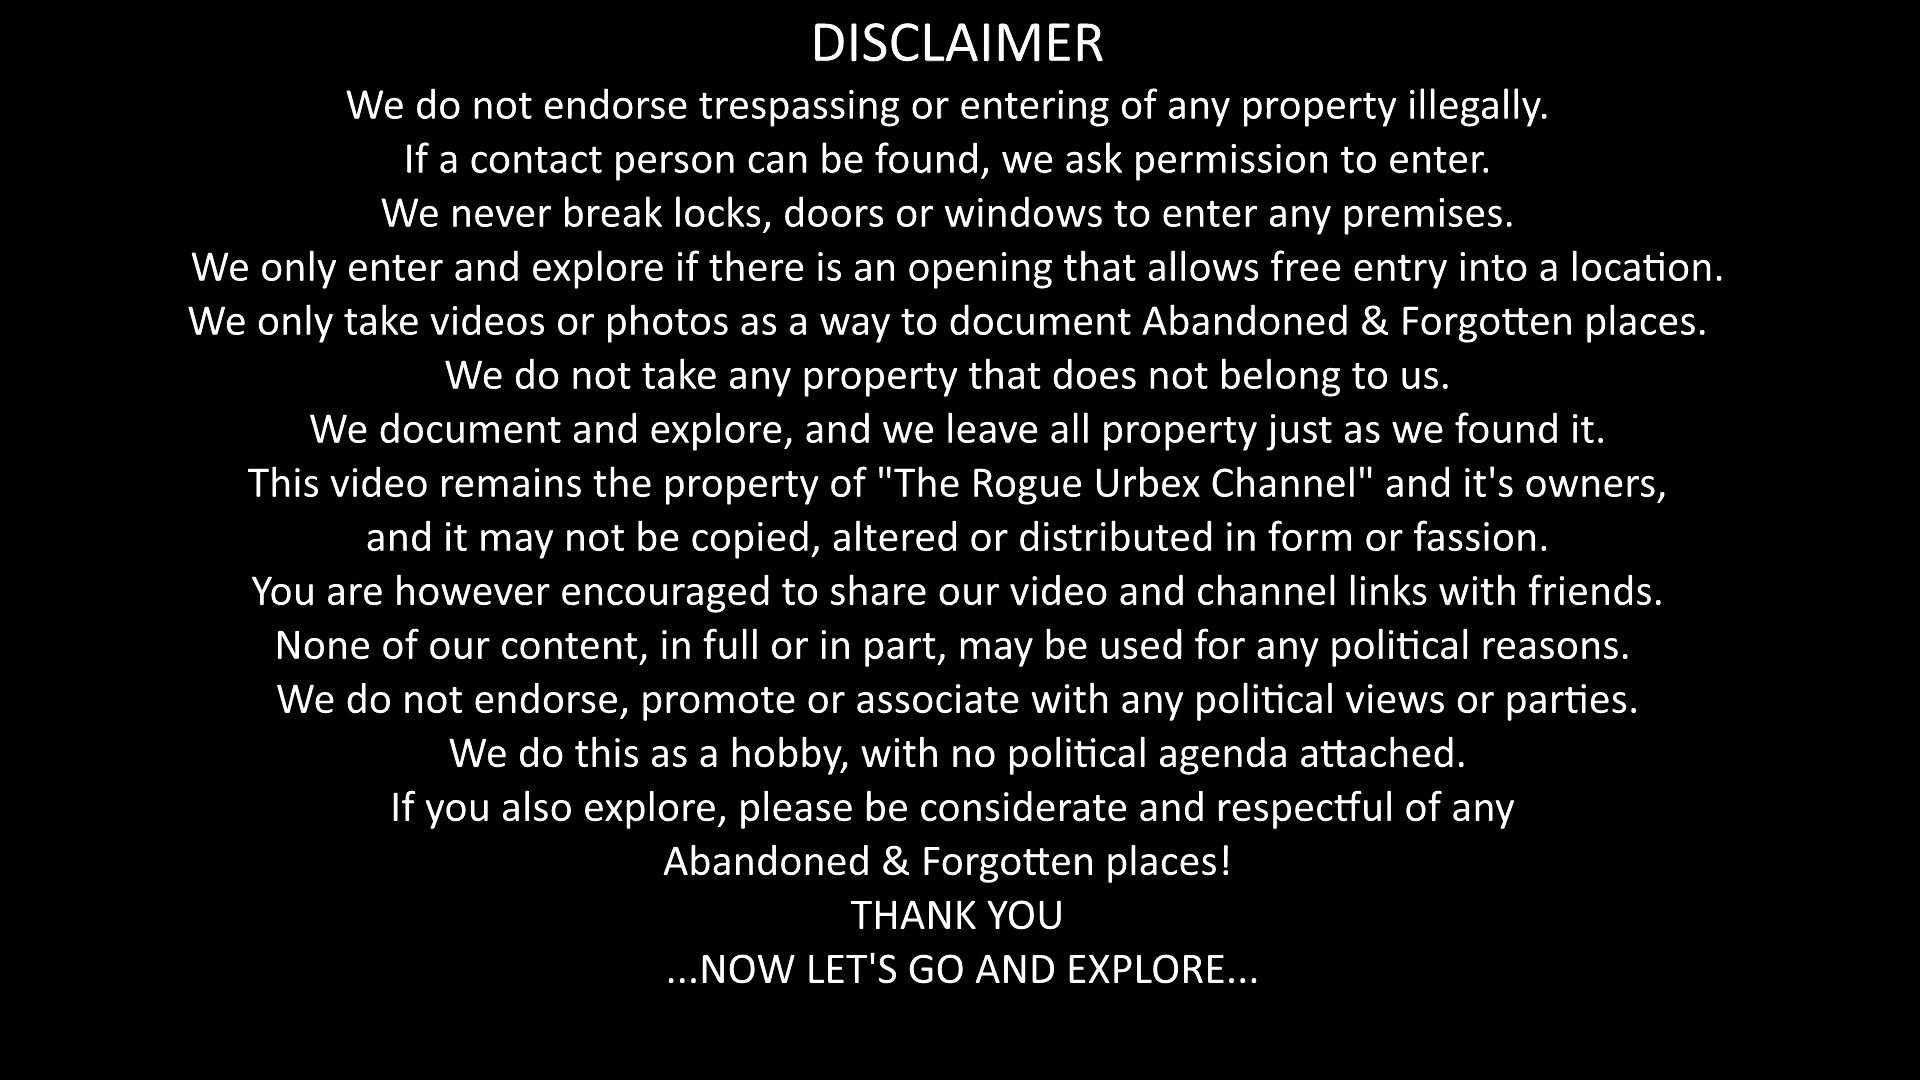 DISCLAIMER
We do not endorse trespassing or entering of any property illegally.
If a contact person can be found, we ask permission to enter.
We never break locks, doors or windows to enter any premises.
We only enter and explore if there is an opening that allows free entry into a location.
We only take videos or photos as a way to document Abandoned & Forgotten places.
We do not take any property that does not belong to us.
We document and explore, and we leave all property just as we found it.
This video remains the property of "The Rogue Urbex Channel" and it's owners,
and it may not be copied, altered or distributed in form or fassion.
You are however encouraged to share our video and channel links with friends.
None of our content, in full or in part, may be used for any political reasons.
We do not endorse, promote or associate with any political views or parties.
We do this as a hobby, with no political agenda attached.
If you also explore, please be considerate and respectful of any
Abandoned & Forgotten places!
THANK YOU
...NOW LET'S GO AND EXPLORE...